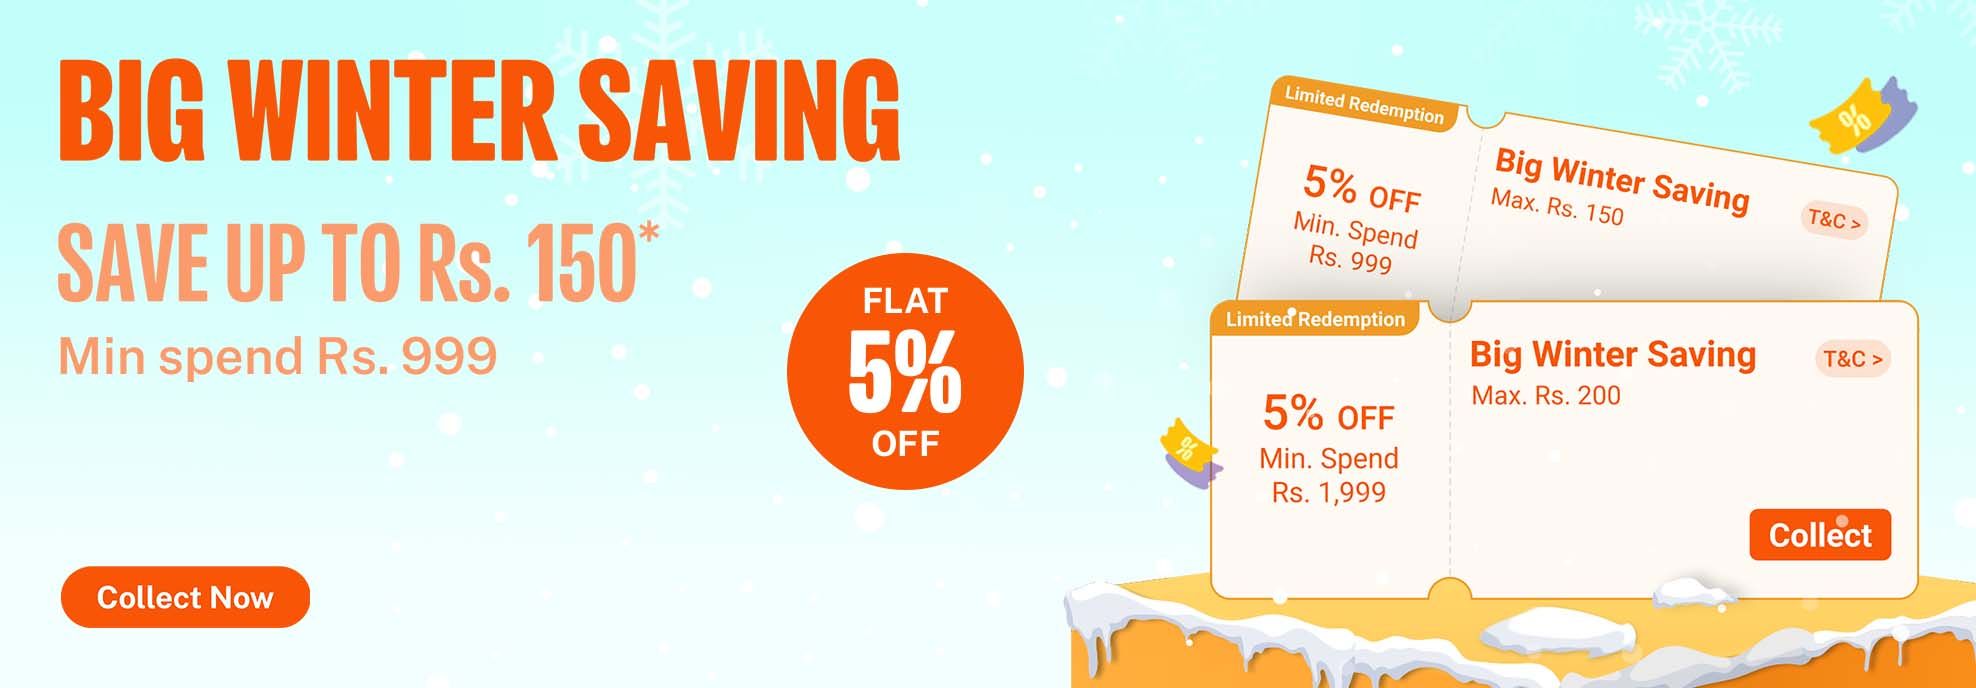 BIG WINTER SAVING
SAVE UP TO Rs. 150*
Min spend Rs. 999
FLAT
5%
OFF
Collect Now
Limited Redemption
5% OFF
Min. Spend
Rs. 999
Big Winter Saving
Max. Rs. 150
T&C >
Limited Redemption
5% OFF
Min. Spend
Rs. 1,999
Big Winter Saving
Max. Rs. 200
T&C >
Collect
%
%